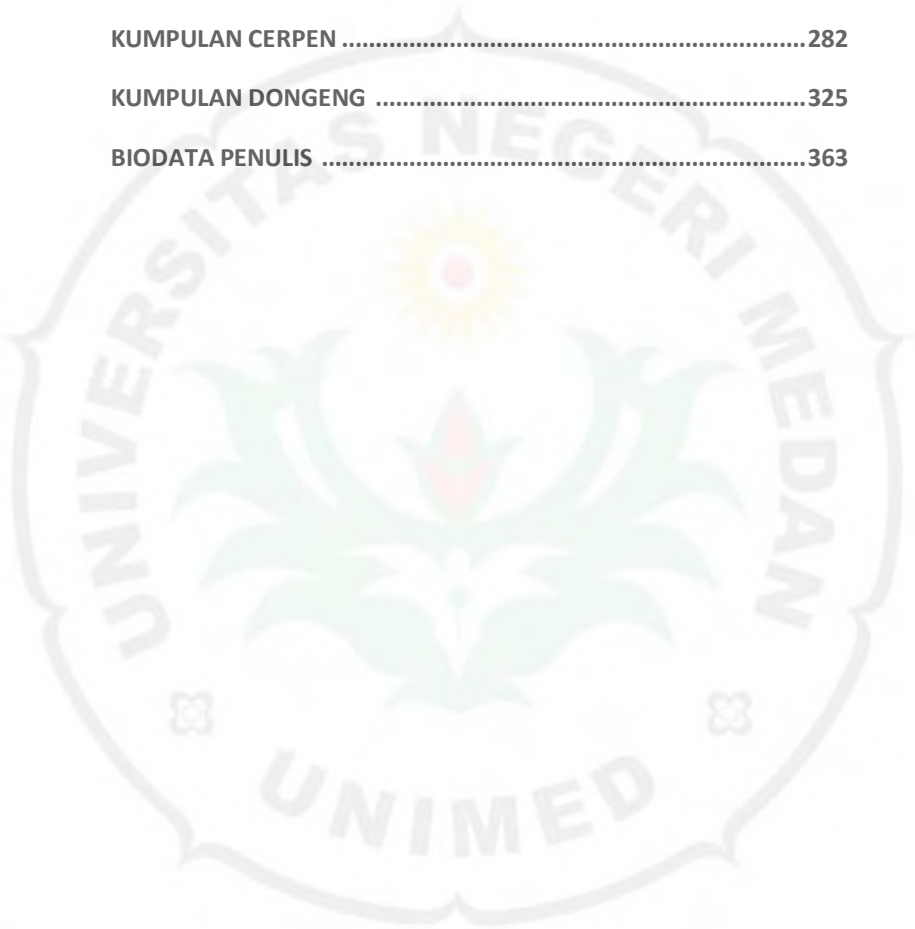 KUMPULAN CERPEN ......................................................................282
KUMPULAN DONGENG .................................................................325
BIODATA PENULIS .........................................................................363
UNIVERSITAS NEGERI MEDAN
UNIMED